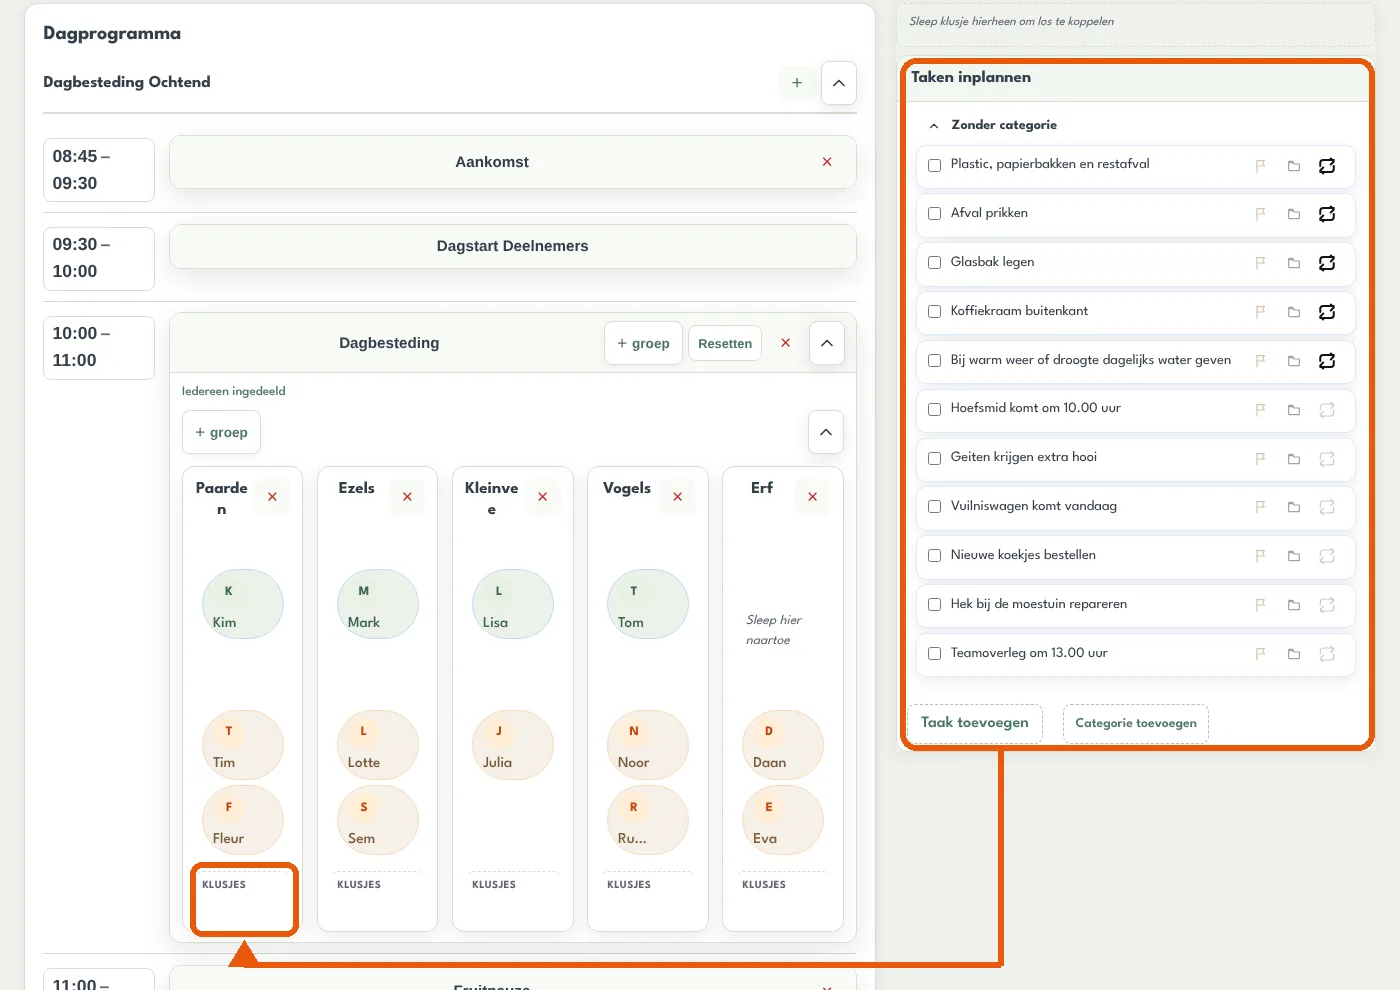 Dagprogramma
Dagbesteding Ochtend
08:45 –
09:30
Aankomst
09:30 –
10:00
Dagstart Deelnemers
10:00 –
11:00
Dagbesteding
+ groep
Resetten
Iedereen ingedeeld
+ groep
Paarde
n
Ezels
Kleinve
e
Vogels
Erf
K
Kim
M
Mark
L
Lisa
T
Tom
Sleep hier
naartoe
T
Tim
L
Lotte
J
Julia
N
Noor
D
Daan
F
Fleur
S
Sem
R
Ru...
E
Eva
KLUSJES
KLUSJES
KLUSJES
KLUSJES
KLUSJES
11:00 –
Fruitpauze
Sleep klusje hierheen om los te koppelen
Taken inplannen
Zonder categorie
Plastic, papierbakken en restafval
Afval prikken
Glasbak legen
Koffiekraam buitenkant
Bij warm weer of droogte dagelijks water geven
Hoefsmid komt om 10.00 uur
Geiten krijgen extra hooi
Vuilniswagen komt vandaag
Nieuwe koekjes bestellen
Hek bij de moestuin repareren
Teamoverleg om 13.00 uur
Taak toevoegen
Categorie toevoegen